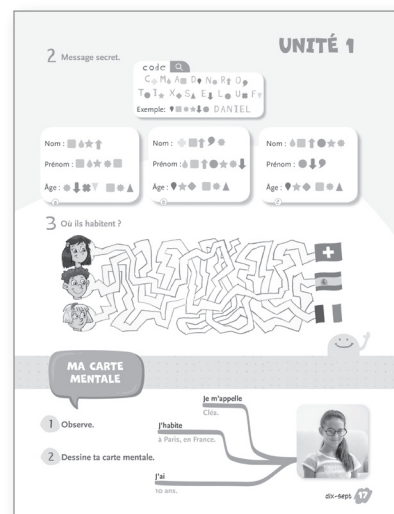 UNITÉ 1
2 Message secret.
code
C M A D N R O
T I X S E L U F
Exemple: DANIEL
Nom :
Prénom :
Âge :
a
Nom :
Prénom :
Âge :
b
Nom :
Prénom :
Âge :
c
3 Où ils habitent ?
MA CARTE
MENTALE
1 Observe.
2 Dessine ta carte mentale.
Je m'appelle
Cléa.
J'habite
à Paris, en France.
J'ai
10 ans.
dix-sept 17